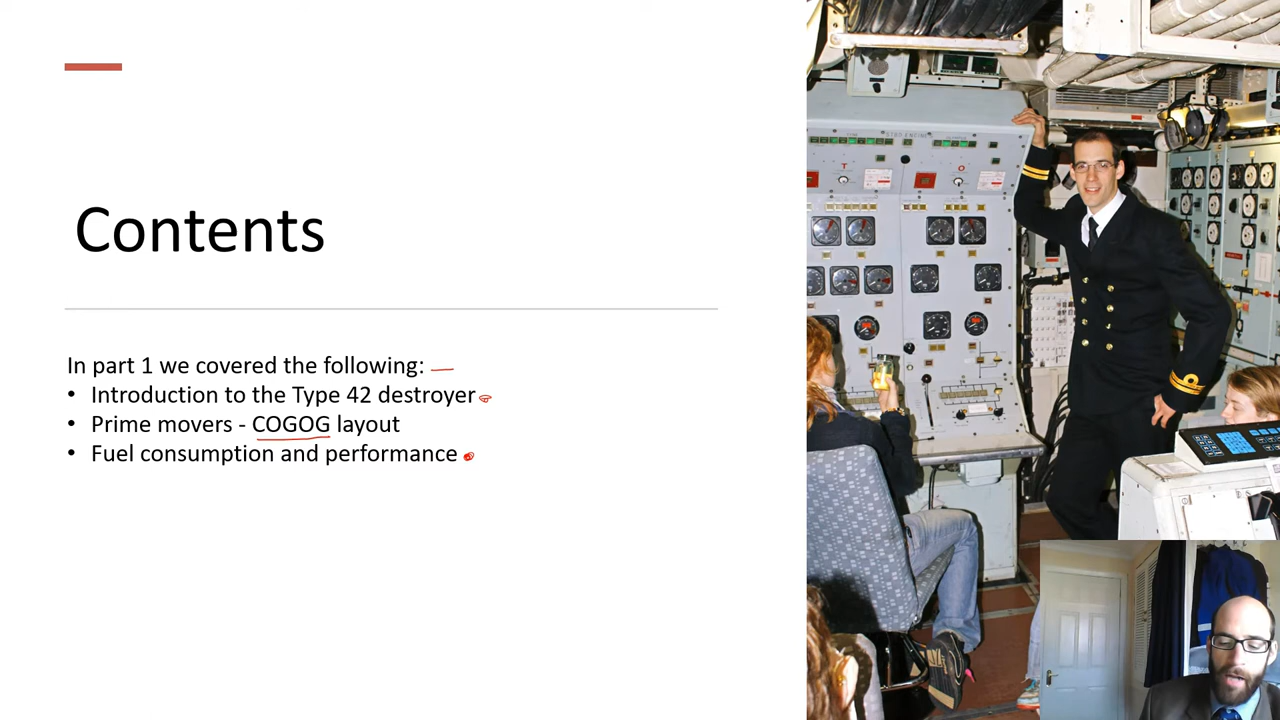 Contents
In part 1 we covered the following:
• Introduction to the Type 42 destroyer
• Prime movers - COGOG layout
• Fuel consumption and performance